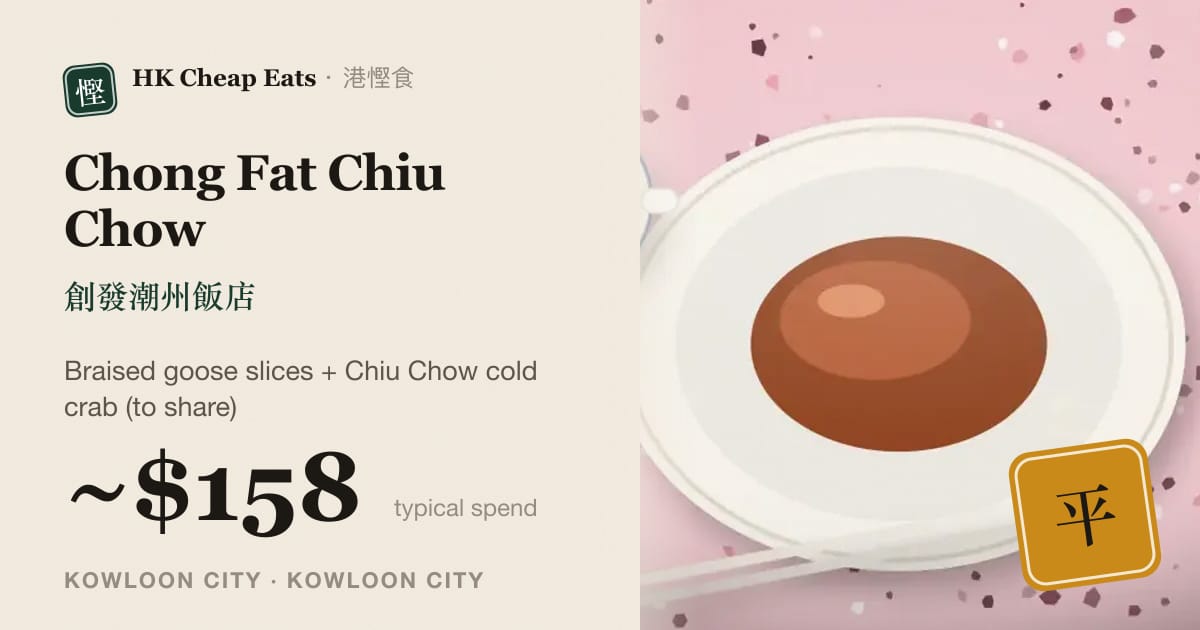 慳 HK Cheap Eats · 港慳食
Chong Fat Chiu
Chow
創發潮州飯店
Braised goose slices + Chiu Chow cold
crab (to share)
~$158 typical spend
KOWLOON CITY · KOWLOON CITY
平